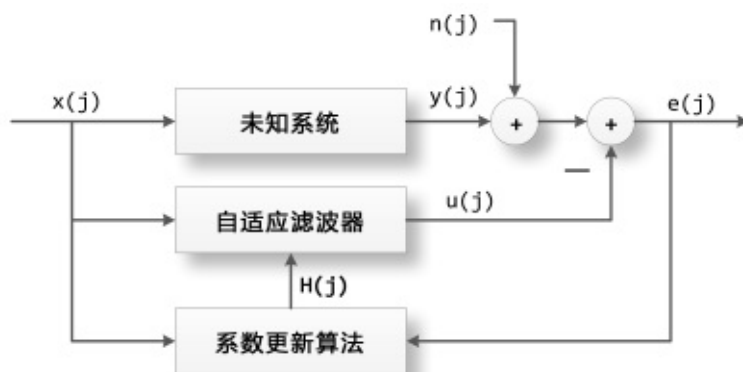 n(j)
x(j)
未知系统
y(j)
+
+
e(j)
—
自适应滤波器
u(j)
H(j)
系数更新算法